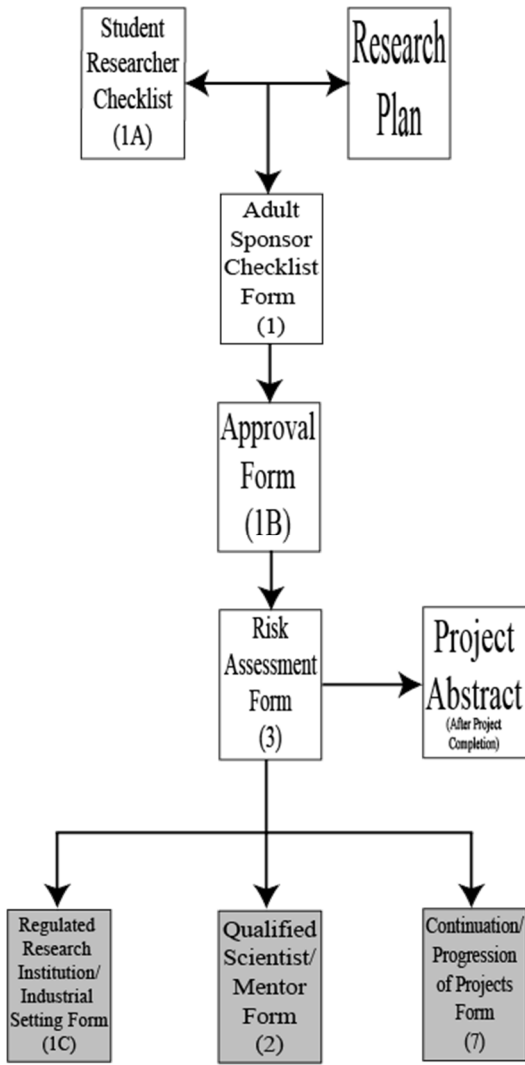 Student
Researcher
Checklist
(1A)
Research
Plan
Adult
Sponsor
Checklist
Form
(1)
Approval
Form
(1B)
Risk
Assessment
Form
(3)
Project
Abstract
(After Project
Completion)
Regulated
Research
Institution/
Industrial
Setting Form
(1C)
Qualified
Scientist/
Mentor
Form
(2)
Continuation/
Progression
of Projects
Form
(7)